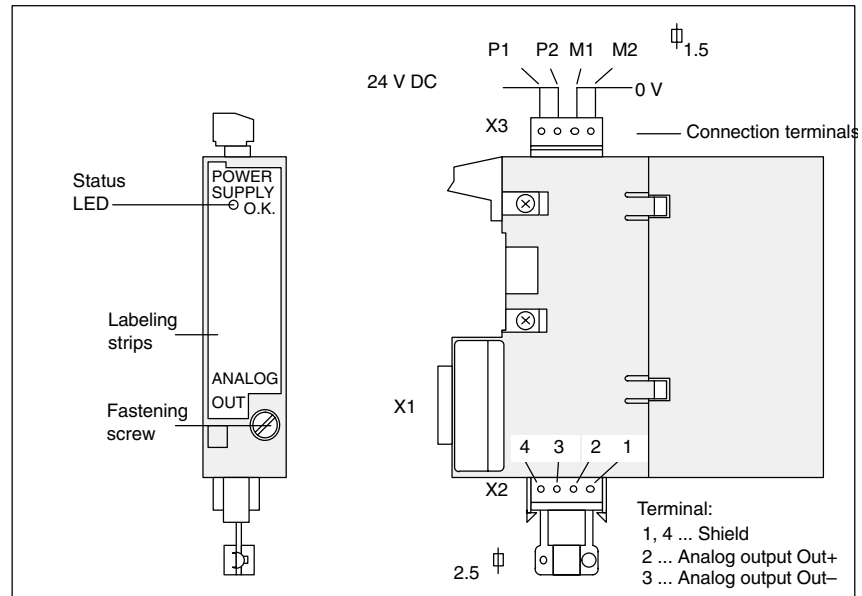 P1 P2 M1 M2 1.5
24 V DC
0 V
X3
Connection terminals
POWER
SUPPLY
O.K.
Status
LED
Labeling
strips
ANALOG
OUT
Fastening
screw
X1
4 3 2 1
X2
Terminal:
1, 4 ... Shield
2 ... Analog output Out+
3 ... Analog output Out–
2.5